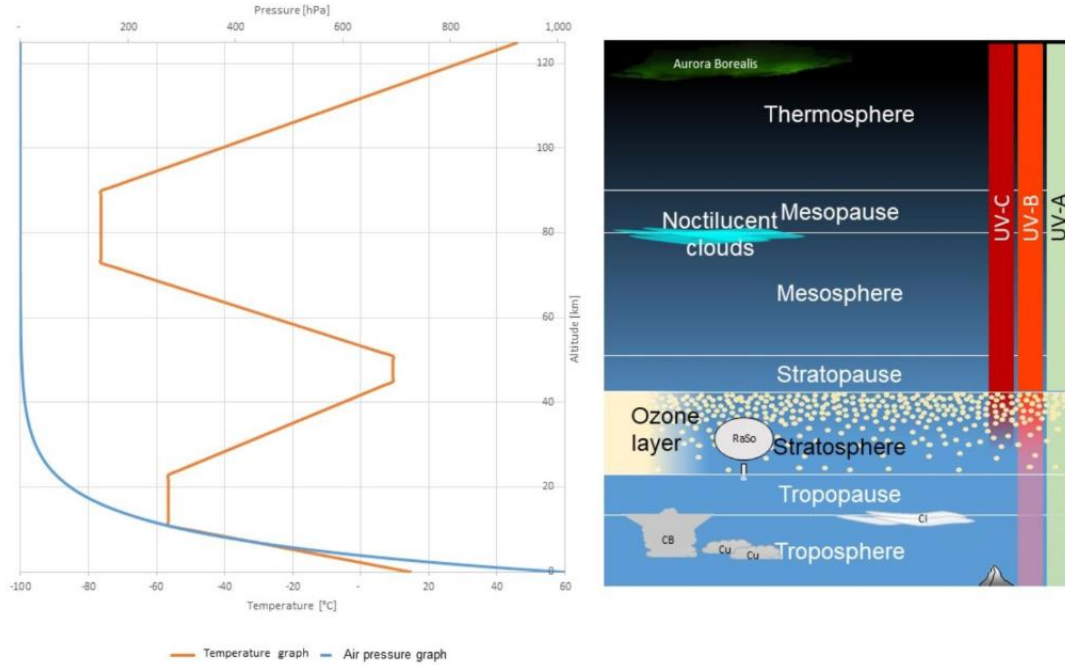 Pressure [hPa]
0 200 400 600 800 1,000
120
100
80
60
40
20
0
Altitude [km]
-100 -80 -60 -40 -20 - 20 40 60
Temperature [°C]
Temperature graph
Air pressure graph
Aurora Borealis
Thermosphere
Mesopause
Noctilucent
clouds
Mesosphere
Stratopause
Ozone
layer
RaSo
Stratosphere
Tropopause
CI
CB
Cu
Cu
Troposphere
UV-C
UV-B
UV-A